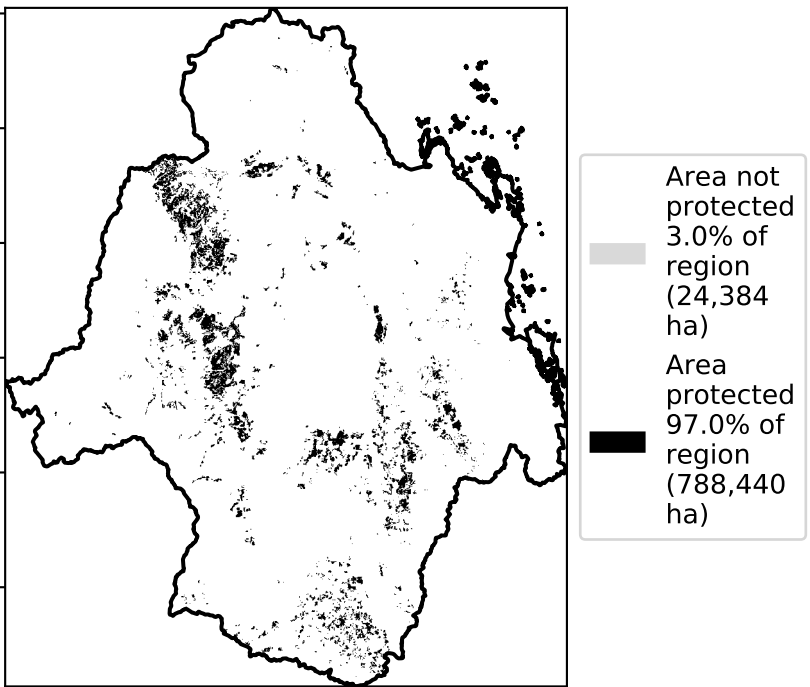 Area not
protected
3.0% of
region
(24,384
ha)
Area
protected
97.0% of
region
(788,440
ha)